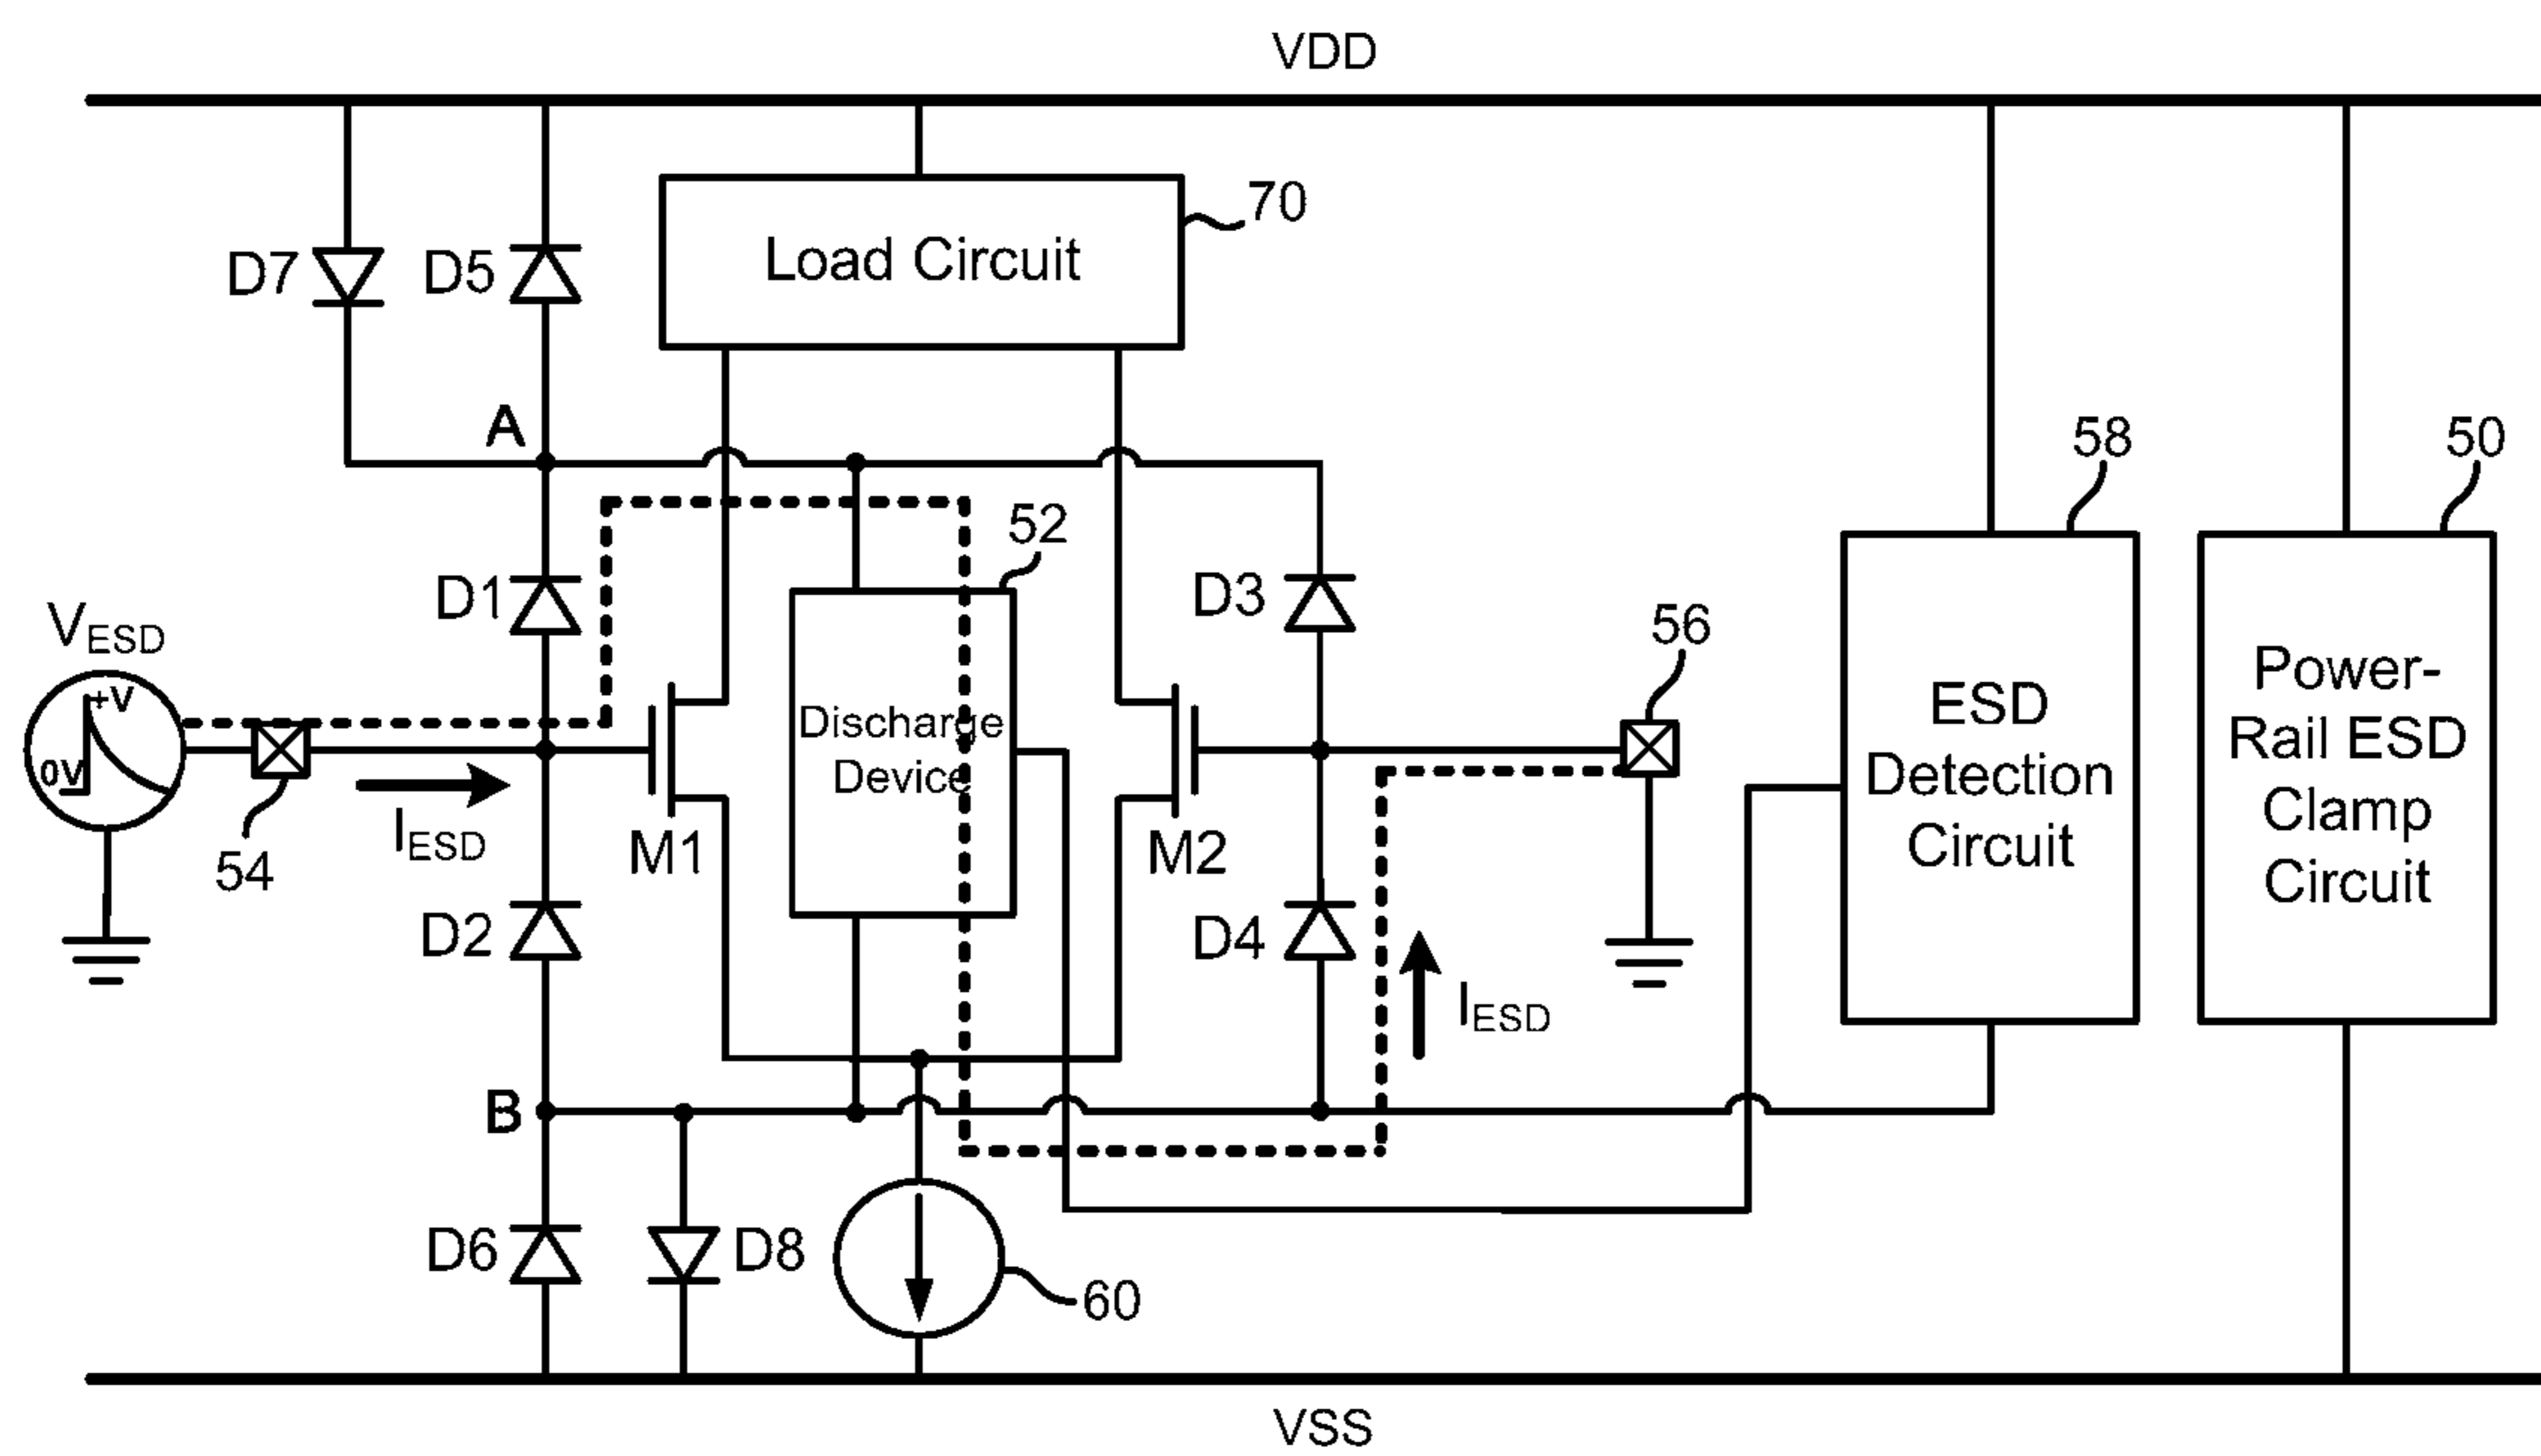 VDD
70
Load Circuit
D7
D5
A
58
50
52
D1
D3
56
VESD
+V
0V
Discharge
Device
ESD
Detection
Circuit
Power-
Rail ESD
Clamp
Circuit
54
IESD
M1
M2
D2
D4
IESD
B
D6
D8
60
VSS